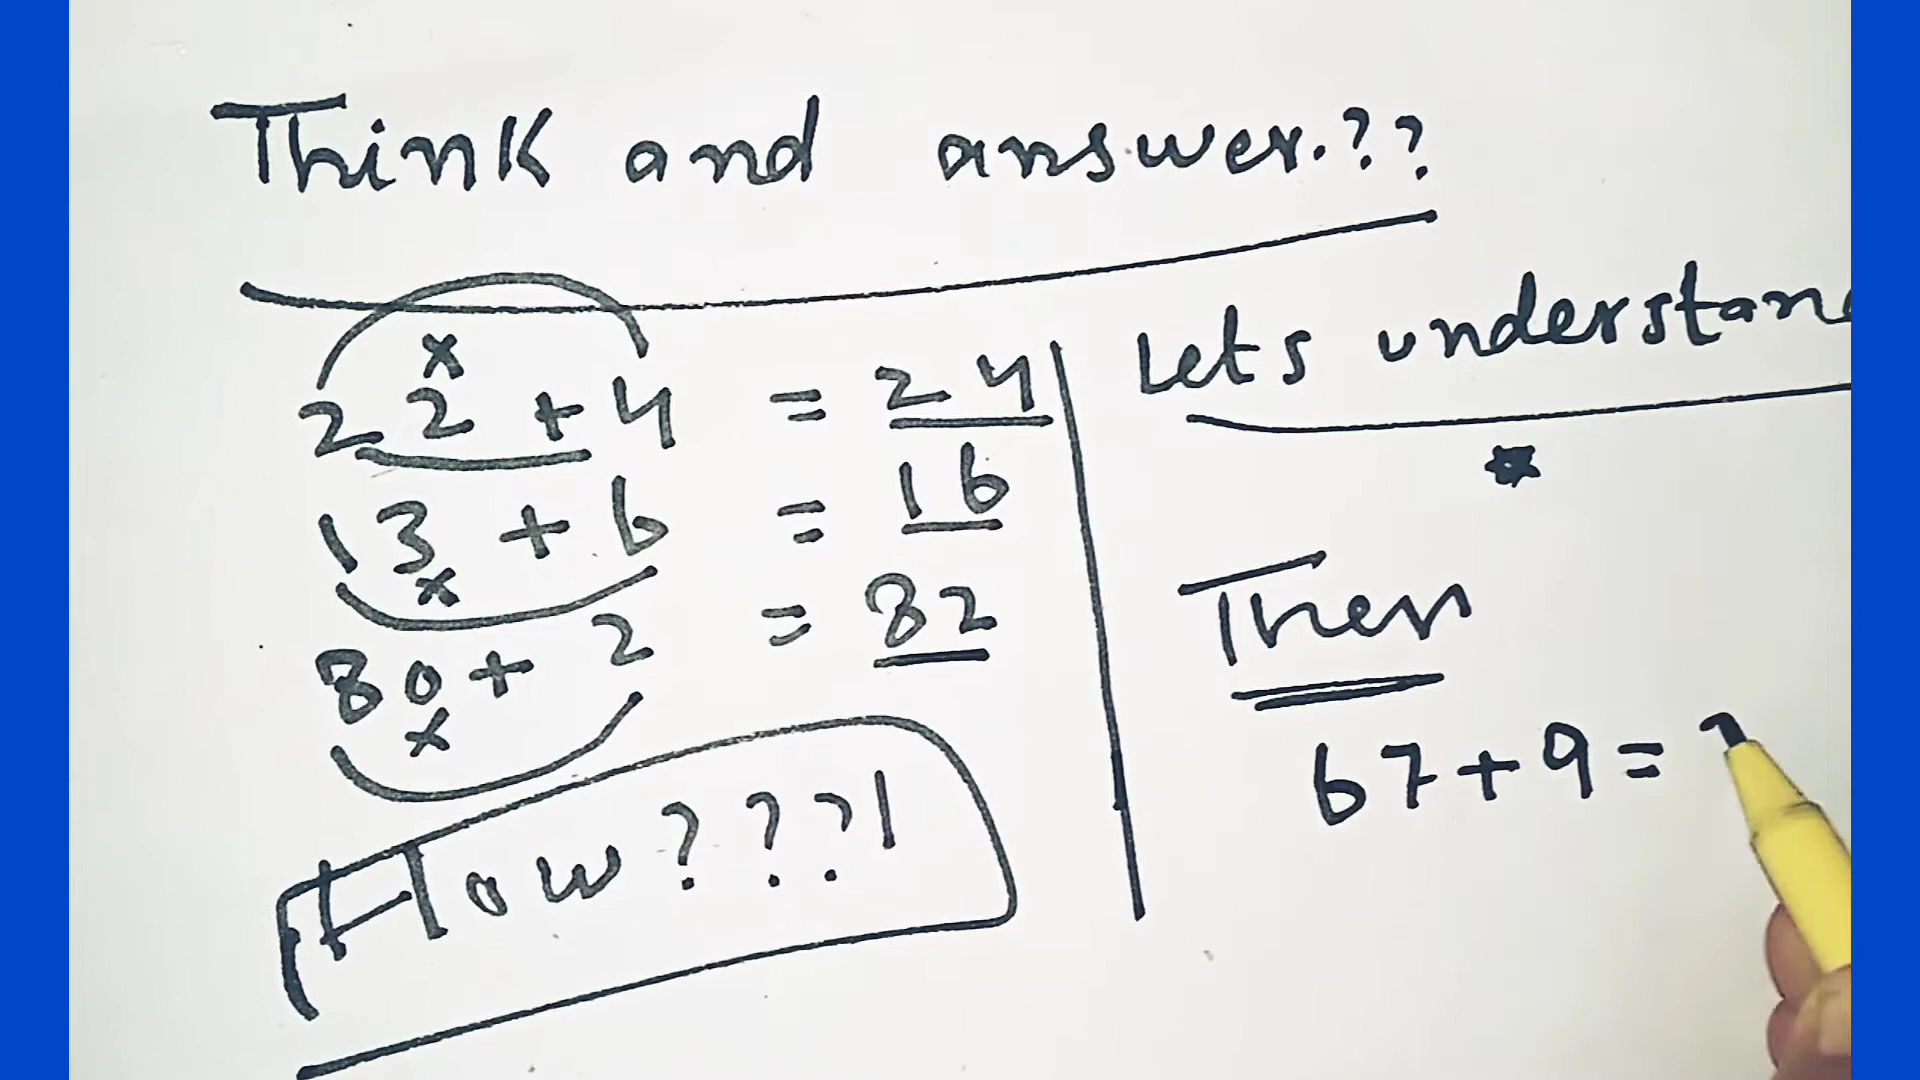 Think and answer.??
x
22 + 4 = 24
13 + 6 = 16
x
80 + 2 = 82
x
How???!
Lets understan
*
Then
67 + 9 =